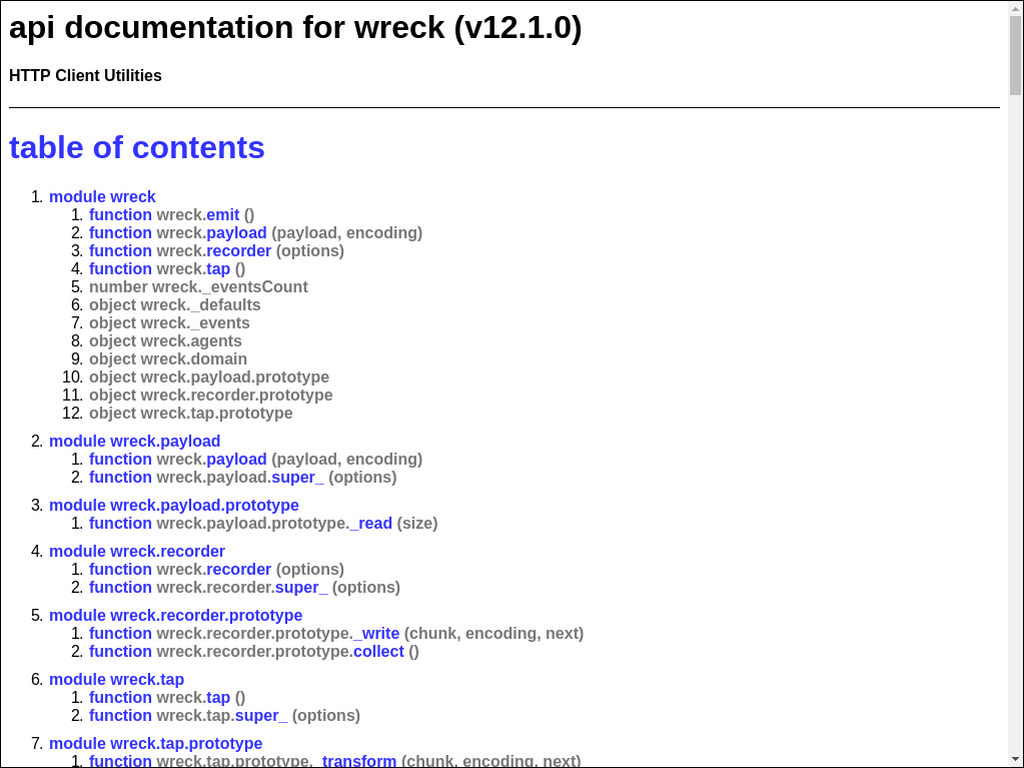 api documentation for wreck (v12.1.0)
HTTP Client Utilities
table of contents
1. module wreck
1. function wreck.emit ()
2. function wreck.payload (payload, encoding)
3. function wreck.recorder (options)
4. function wreck.tap ()
5. number wreck._eventsCount
6. object wreck._defaults
7. object wreck._events
8. object wreck.agents
9. object wreck.domain
10. object wreck.payload.prototype
11. object wreck.recorder.prototype
12. object wreck.tap.prototype
2. module wreck.payload
1. function wreck.payload (payload, encoding)
2. function wreck.payload.super_ (options)
3. module wreck.payload.prototype
1. function wreck.payload.prototype._read (size)
4. module wreck.recorder
1. function wreck.recorder (options)
2. function wreck.recorder.super_ (options)
5. module wreck.recorder.prototype
1. function wreck.recorder.prototype._write (chunk, encoding, next)
2. function wreck.recorder.prototype.collect ()
6. module wreck.tap
1. function wreck.tap ()
2. function wreck.tap.super_ (options)
7. module wreck.tap.prototype
1. function wreck.tap.prototype._transform (chunk, encoding, next)